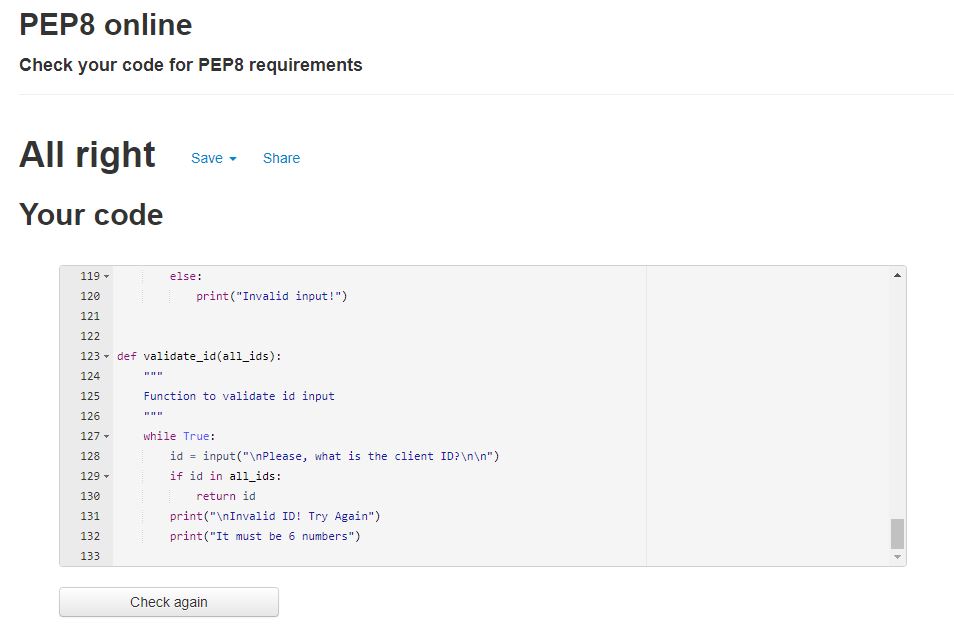 PEP8 online
Check your code for PEP8 requirements
All right Save Share
Your code
119 else:
120 print("Invalid input!")
121
122
123 def validate_id(all_ids):
124 """
125 Function to validate id input
126 """
127 while True:
128 id = input("\nPlease, what is the client ID?\n\n")
129 if id in all_ids:
130 return id
131 print("\nInvalid ID! Try Again")
132 print("It must be 6 numbers")
133
Check again